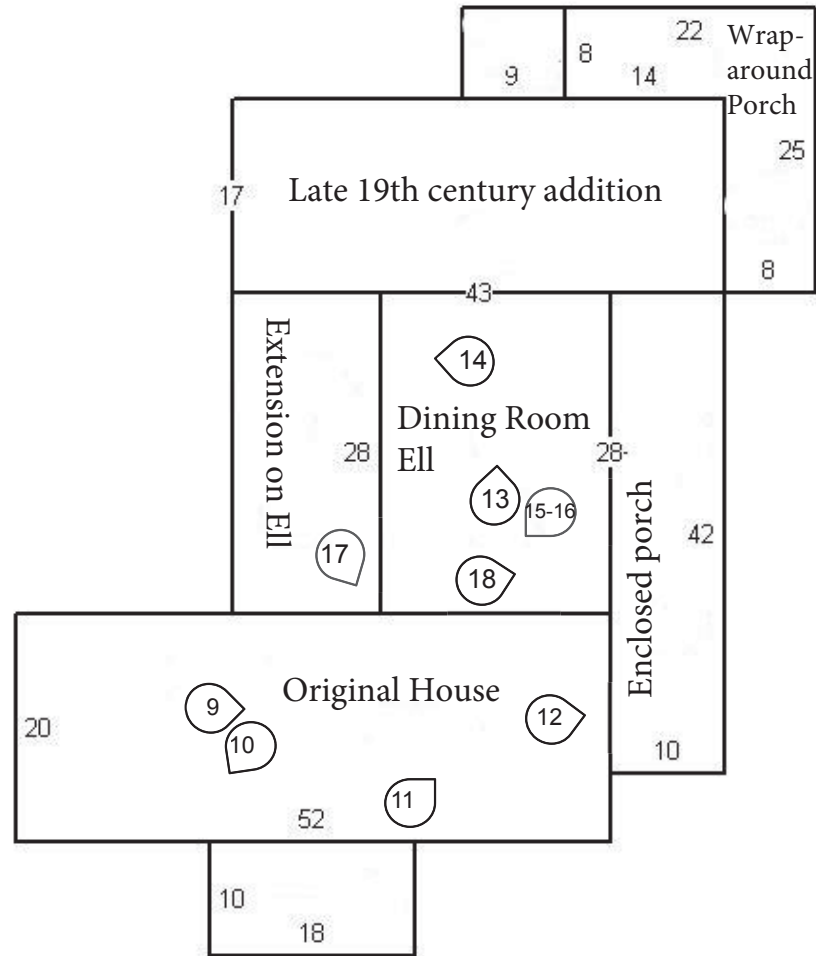 22
Wrap-
around
Porch
8
9
14
25
17
Late 19th century addition
8
43
Extension on Ell
14
Dining Room
Ell
28
28-
13
15-16
Enclosed porch
42
17
18
Original House
9
12
10
20
10
11
52
10
18